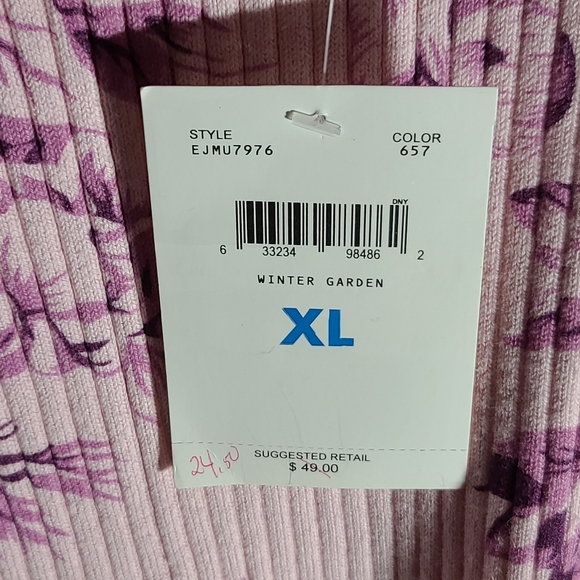 STYLE
EJMU7976
COLOR
657
DNY
6 33234 98486 2
WINTER GARDEN
XL
24.50
SUGGESTED RETAIL
$ 49.00